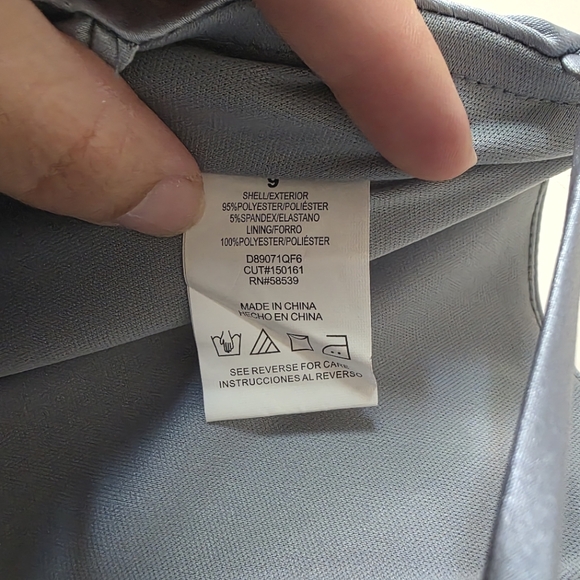 9
SHELL/EXTERIOR
95%POLYESTER/POLIÉSTER
5%SPANDEX/ELASTANO
LINING/FORRO
100%POLYESTER/POLIÉSTER
D89071QF6
CUT#150161
RN#58539
MADE IN CHINA
HECHO EN CHINA
SEE REVERSE FOR CARE
INSTRUCCIONES AL REVERSO